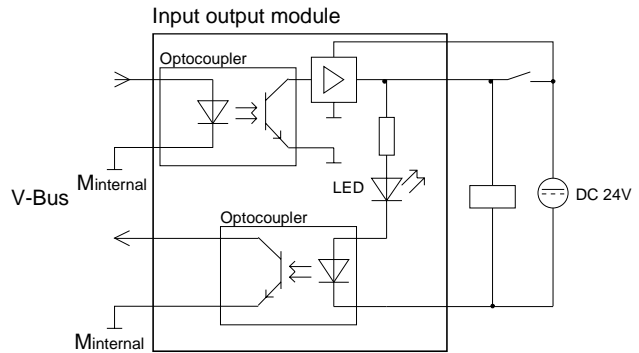 Input output module
Optocoupler
Minternal
V-Bus
LED
DC 24V
Optocoupler
Minternal